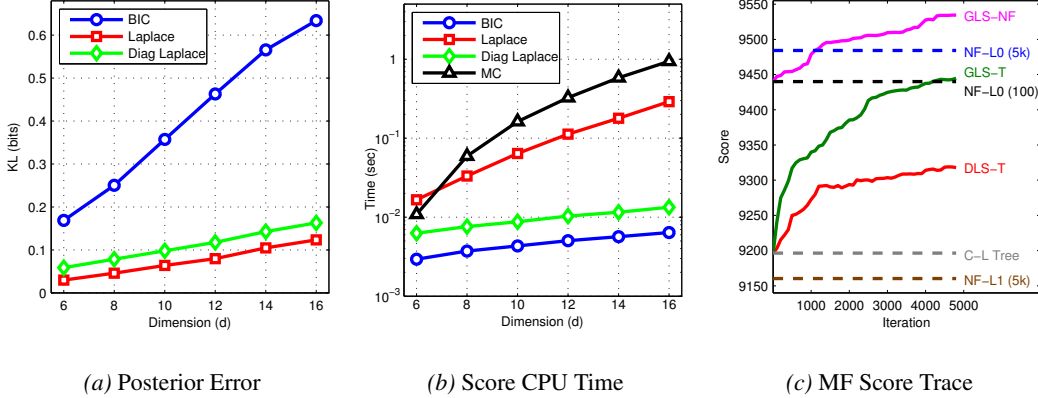 BIC
Laplace
Diag Laplace
KL (bits)
0.6
0.5
0.4
0.3
0.2
0.1
0
6 8 10 12 14 16
Dimension (d)
(a) Posterior Error
BIC
Laplace
Diag Laplace
MC
Time (sec)
1
10⁻¹
10⁻²
10⁻³
6 8 10 12 14 16
Dimension (d)
(b) Score CPU Time
Score
9550
9500
9450
9400
9350
9300
9250
9200
9150
GLS−NF
NF−L0 (5k)
GLS−T
NF−L0 (100)
DLS−T
C−L Tree
NF−L1 (5k)
1000 2000 3000 4000 5000
Iteration
(c) MF Score Trace